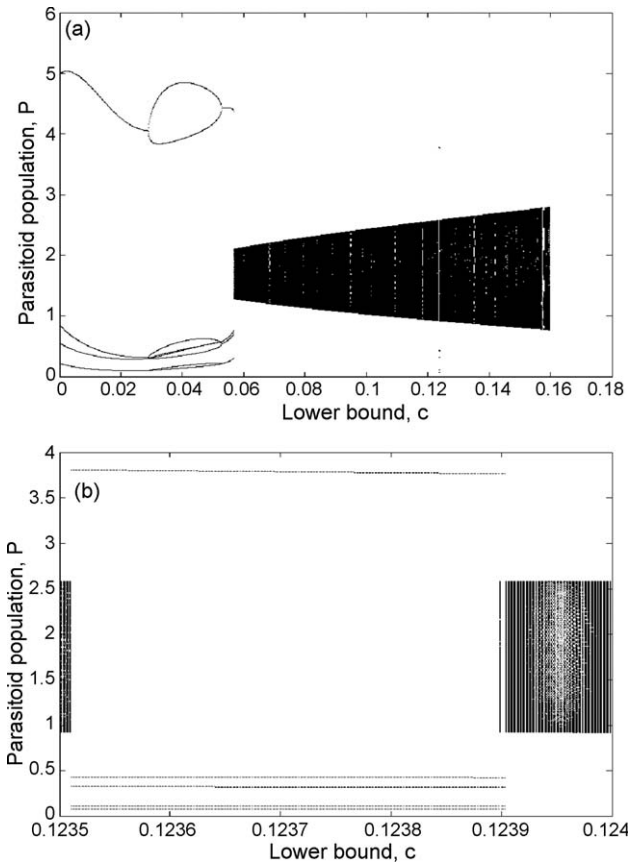 (a)
Parasitoid population, P
6
5
4
3
2
1
0
0 0.02 0.04 0.06 0.08 0.1 0.12 0.14 0.16 0.18
Lower bound, c
(b)
Parasitoid population, P
4
3.5
3
2.5
2
1.5
1
0.5
0
0.1235 0.1236 0.1237 0.1238 0.1239 0.124
Lower bound, c